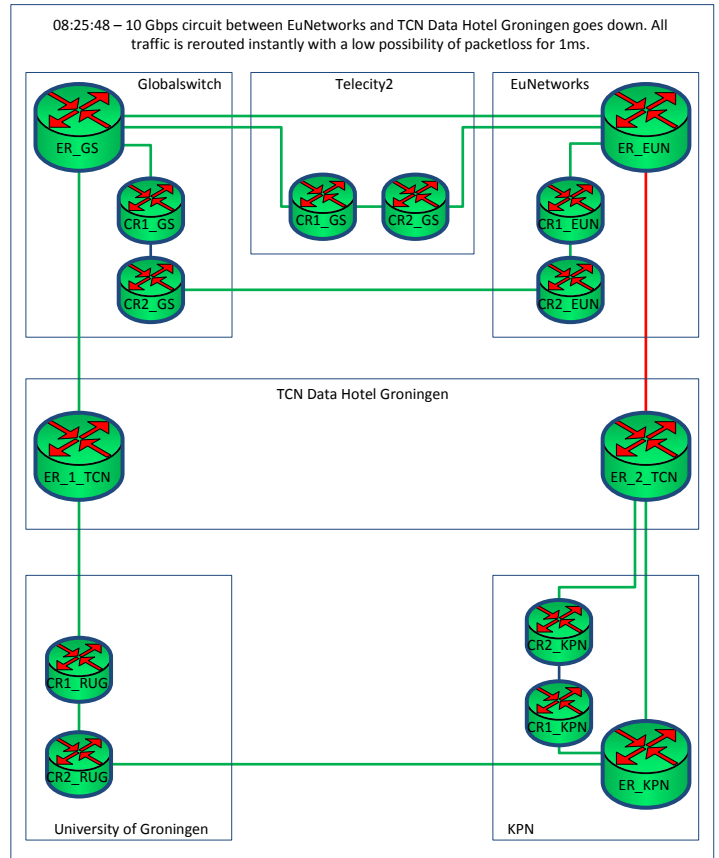 08:25:48 – 10 Gbps circuit between EuNetworks and TCN Data Hotel Groningen goes down. All
traffic is rerouted instantly with a low possibility of packetloss for 1ms.
Globalswitch
Telecity2
EuNetworks
ER_GS
ER_EUN
CR1_GS
CR1_GS
CR2_GS
CR1_EUN
CR2_GS
CR2_EUN
TCN Data Hotel Groningen
ER_1_TCN
ER_2_TCN
CR2_KPN
CR1_RUG
CR1_KPN
CR2_RUG
ER_KPN
University of Groningen
KPN